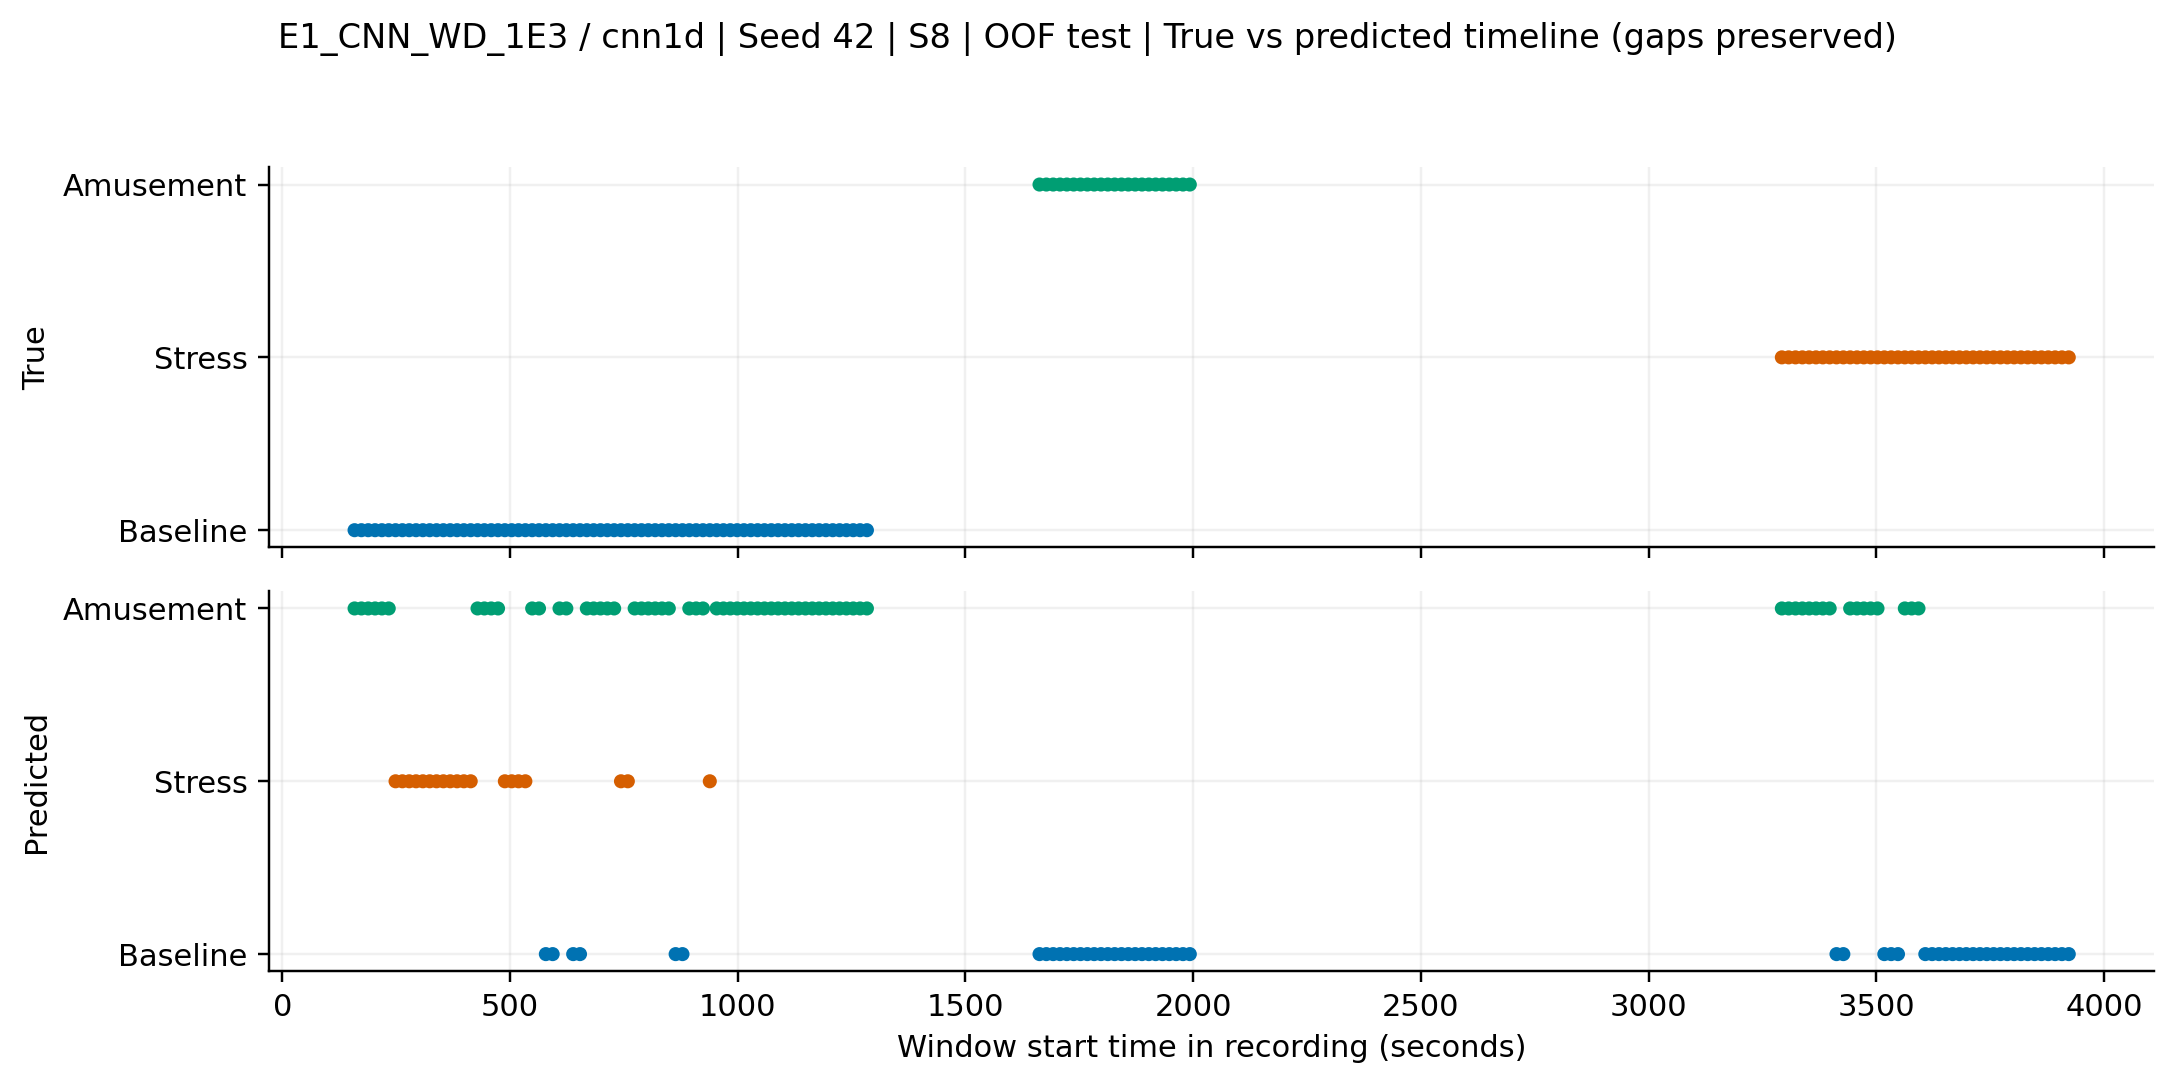 E1_CNN_WD_1E3 / cnn1d | Seed 42 | S8 | OOF test | True vs predicted timeline (gaps preserved)
True
Amusement
Stress
Baseline
Predicted
Amusement
Stress
Baseline
0 500 1000 1500 2000 2500 3000 3500 4000
Window start time in recording (seconds)